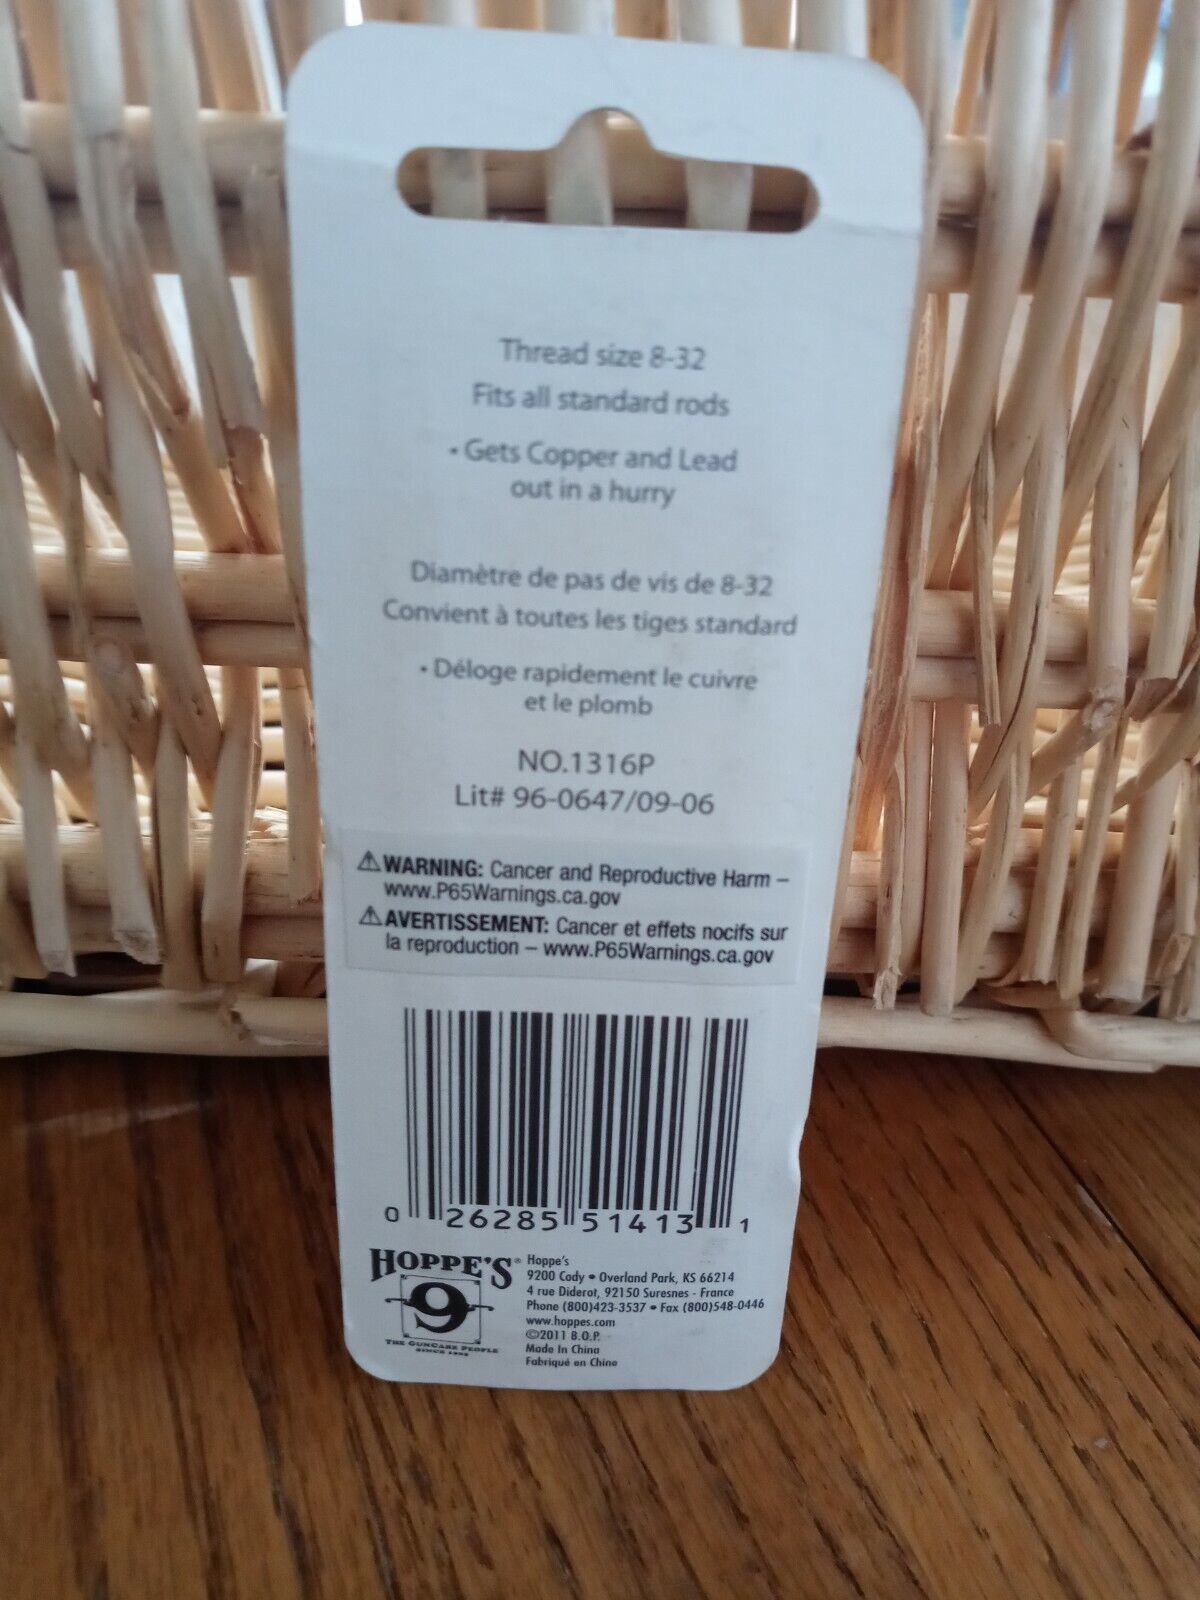 Thread size 8-32
Fits all standard rods
• Gets Copper and Lead
out in a hurry
Diamètre de pas de vis de 8-32
Convient à toutes les tiges standard
• Déloge rapidement le cuivre
et le plomb
NO.1316P
Lit# 96-0647/09-06
⚠WARNING: Cancer and Reproductive Harm –
www.P65Warnings.ca.gov
⚠AVERTISSEMENT: Cancer et effets nocifs sur
la reproduction – www.P65Warnings.ca.gov
0 26285 51413 1
HOPPE'S®
9
THE GUNCARE PEOPLE
Hoppe's
9200 Cody • Overland Park, KS 66214
4 rue Diderot, 92150 Suresnes - France
Phone (800)423-3537 • Fax (800)548-0446
www.hoppes.com
©2011 B.O.P.
Made In China
Fabriqué en Chine